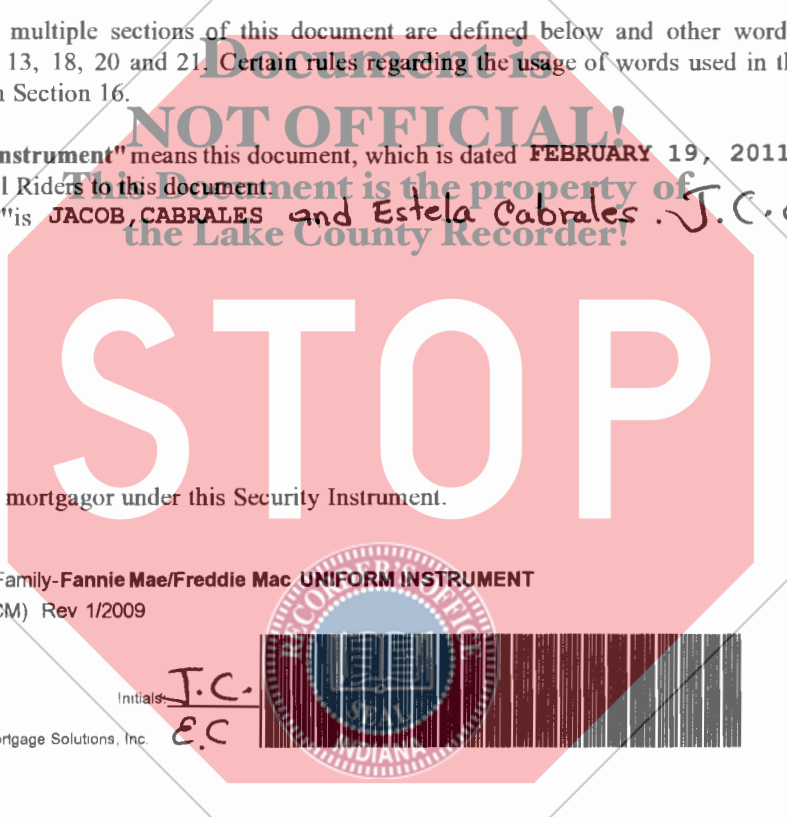 multiple sections of this document are defined below and other word
13, 18, 20 and 21. Certain rules regarding the usage of words used in th
n Section 16.
Document is
NOT OFFICIAL!
This Document is the property of
the Lake County Recorder!
nstrument" means this document, which is dated FEBRUARY 19, 2011
l Riders to this document.
" is JACOB, CABRALES and Estela Cabrales. J.C.
STOP
mortgagor under this Security Instrument.
Family-Fannie Mae/Freddie Mac UNIFORM INSTRUMENT
CM) Rev 1/2009
RECORDER'S OFFICE
SEAL
INDIANA
Initials: J.C.
E.C
rtgage Solutions, Inc.